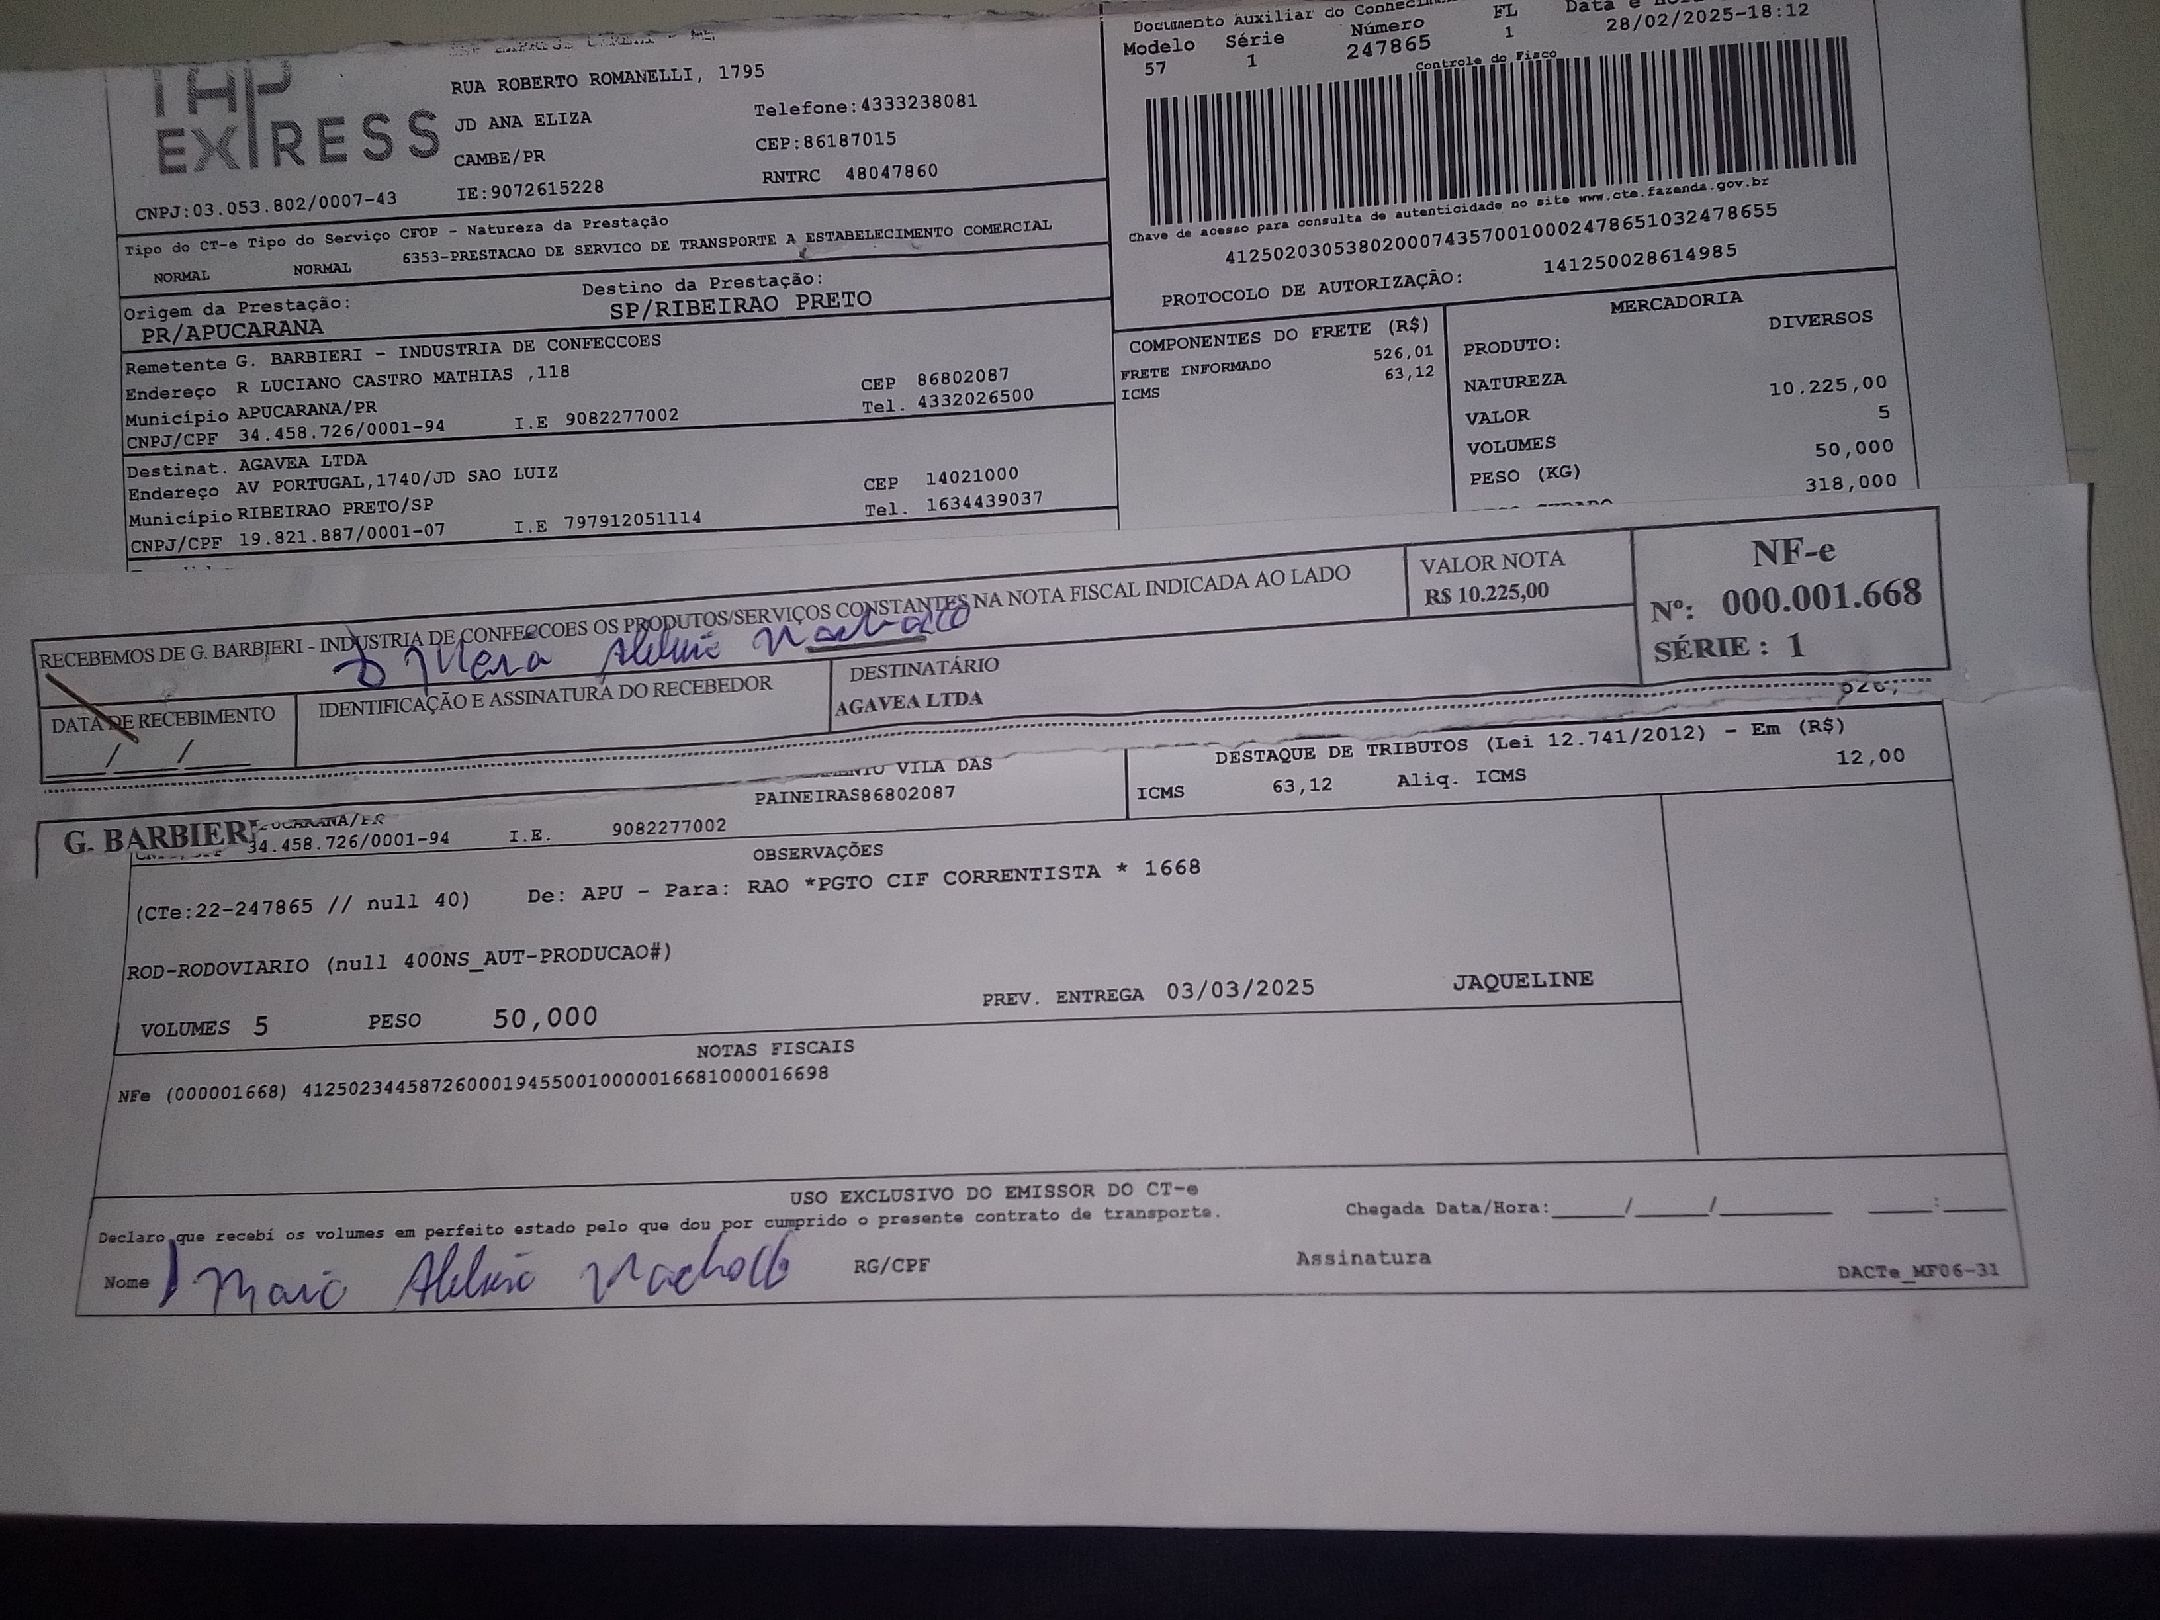 TAP
EXPRESS
RUA ROBERTO ROMANELLI, 1795
JD ANA ELIZA
Telefone:4333238081
CAMBE/PR
CEP:86187015
CNPJ:03.053.802/0007-43
IE:9072615228
RNTRC 48047860
Documento Auxiliar do
Modelo Série Número FL Data e
57 1 247865 1 28/02/2025-18:12
Controle do Fisco
Chave de acesso para consulta de autenticidade no site www.cte.fazenda.gov.br
41250203053802000743570010002478651032478655
PROTOCOLO DE AUTORIZAÇÃO: 141250028614985
Tipo do CT-e Tipo do Serviço CFOP - Natureza da Prestação
NORMAL NORMAL 6353-PRESTACAO DE SERVICO DE TRANSPORTE A ESTABELECIMENTO COMERCIAL
Origem da Prestação: Destino da Prestação:
PR/APUCARANA SP/RIBEIRAO PRETO
Remetente G. BARBIERI - INDUSTRIA DE CONFECCOES
Endereço R LUCIANO CASTRO MATHIAS ,118 CEP 86802087
Município APUCARANA/PR Tel. 4332026500
CNPJ/CPF 34.458.726/0001-94 I.E 9082277002
Destinat. AGAVEA LTDA
Endereço AV PORTUGAL,1740/JD SAO LUIZ CEP 14021000
Município RIBEIRAO PRETO/SP Tel. 1634439037
CNPJ/CPF 19.821.887/0001-07 I.E 797912051114
COMPONENTES DO FRETE (R$)
FRETE INFORMADO 526,01
ICMS 63,12
MERCADORIA
PRODUTO: DIVERSOS
NATUREZA
VALOR 10.225,00
VOLUMES 5
PESO (KG) 50,000
318,000
RECEBEMOS DE G. BARBIERI - INDUSTRIA DE CONFECCOES OS PRODUTOS/SERVIÇOS CONSTANTES NA NOTA FISCAL INDICADA AO LADO
VALOR NOTA
R$ 10.225,00
NF-e
Nº: 000.001.668
SÉRIE : 1
Machado
DATA DE RECEBIMENTO
___/___/____
IDENTIFICAÇÃO E ASSINATURA DO RECEBEDOR
DESTINATÁRIO
AGAVEA LTDA
VILA DAS
PAINEIRAS86802087
DESTAQUE DE TRIBUTOS (Lei 12.741/2012) - Em (R$)
ICMS 63,12 Aliq. ICMS 12,00
G. BARBIERI
34.458.726/0001-94 I.E. 9082277002
OBSERVAÇÕES
(CTe:22-247865 // null 40) De: APU - Para: RAO *PGTO CIF CORRENTISTA * 1668
ROD-RODOVIARIO (null 400NS_AUT-PRODUCAO#)
VOLUMES 5 PESO 50,000 PREV. ENTREGA 03/03/2025 JAQUELINE
NOTAS FISCAIS
NFe (000001668) 41250234458726000194550010000016681000016698
USO EXCLUSIVO DO EMISSOR DO CT-e
Declaro que recebi os volumes em perfeito estado pelo que dou por cumprido o presente contrato de transporte.
Chegada Data/Hora:_____/_____/________ ____:____
Nome Machado RG/CPF Assinatura
DACTe_MF06-31